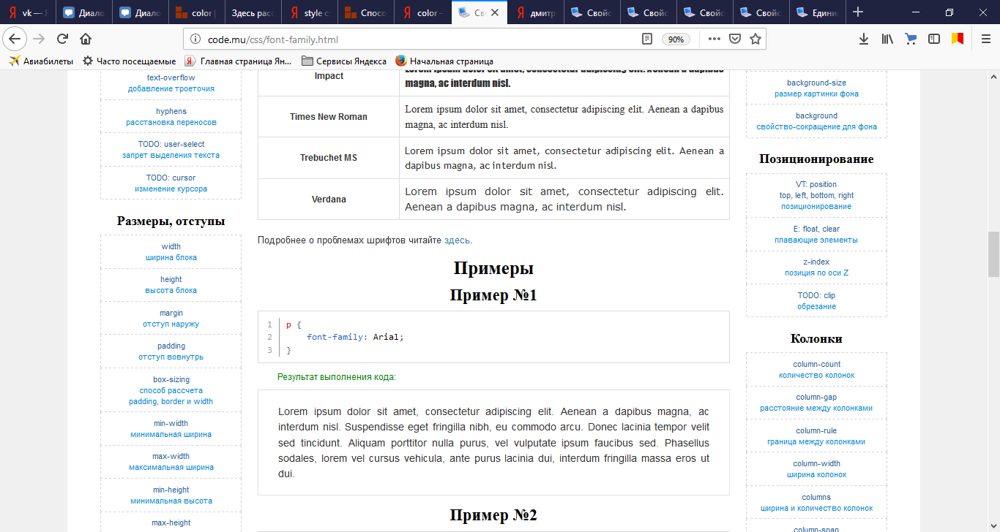 vk —
Диало
Диало
color
Здесь рас
style c
Спосо
color –
Св
дмитр
Свойс
Свойс
Свойс
Свойс
Едини
code.mu/css/font-family.html
90%
Авиабилеты
Часто посещаемые
Главная страница Ян...
Сервисы Яндекса
Начальная страница
text-overflow
добавление троеточия
hyphens
расстановка переносов
TODO: user-select
запрет выделения текста
TODO: cursor
изменение курсора
Размеры, отступы
width
ширина блока
height
высота блока
margin
отступ наружу
padding
отступ вовнутрь
box-sizing
способ рассчета
padding, border и width
min-width
минимальная ширина
max-width
максимальная ширина
min-height
минимальная высота
max-height
Impact
Lorem ipsum dolor sit amet, consectetur adipiscing elit. Aenean a dapibus
magna, ac interdum nisl.
Times New Roman
Lorem ipsum dolor sit amet, consectetur adipiscing elit. Aenean a dapibus
magna, ac interdum nisl.
Trebuchet MS
Lorem ipsum dolor sit amet, consectetur adipiscing elit. Aenean a
dapibus magna, ac interdum nisl.
Verdana
Lorem ipsum dolor sit amet, consectetur adipiscing elit.
Aenean a dapibus magna, ac interdum nisl.
Подробнее о проблемах шрифтов читайте здесь.
Примеры
Пример №1
1 p {
2 font-family: Arial;
3 }
Результат выполнения кода:
Lorem ipsum dolor sit amet, consectetur adipiscing elit. Aenean a dapibus magna, ac
interdum nisl. Suspendisse eget fringilla nibh, eu commodo arcu. Donec lacinia tempor velit
sed tincidunt. Aliquam porttitor nulla purus, vel vulputate ipsum faucibus sed. Phasellus
sodales, lorem vel cursus vehicula, ante purus lacinia dui, interdum fringilla massa eros ut
dui.
Пример №2
background-size
размер картинки фона
background
свойство-сокращение для фона
Позиционирование
VT: position
top, left, bottom, right
позиционирование
E: float, clear
плавающие элементы
z-index
позиция по оси Z
TODO: clip
обрезание
Колонки
column-count
количество колонок
column-gap
расстояние между колонками
column-rule
граница между колонками
column-width
ширина колонок
columns
ширина и количество колонок
column-span